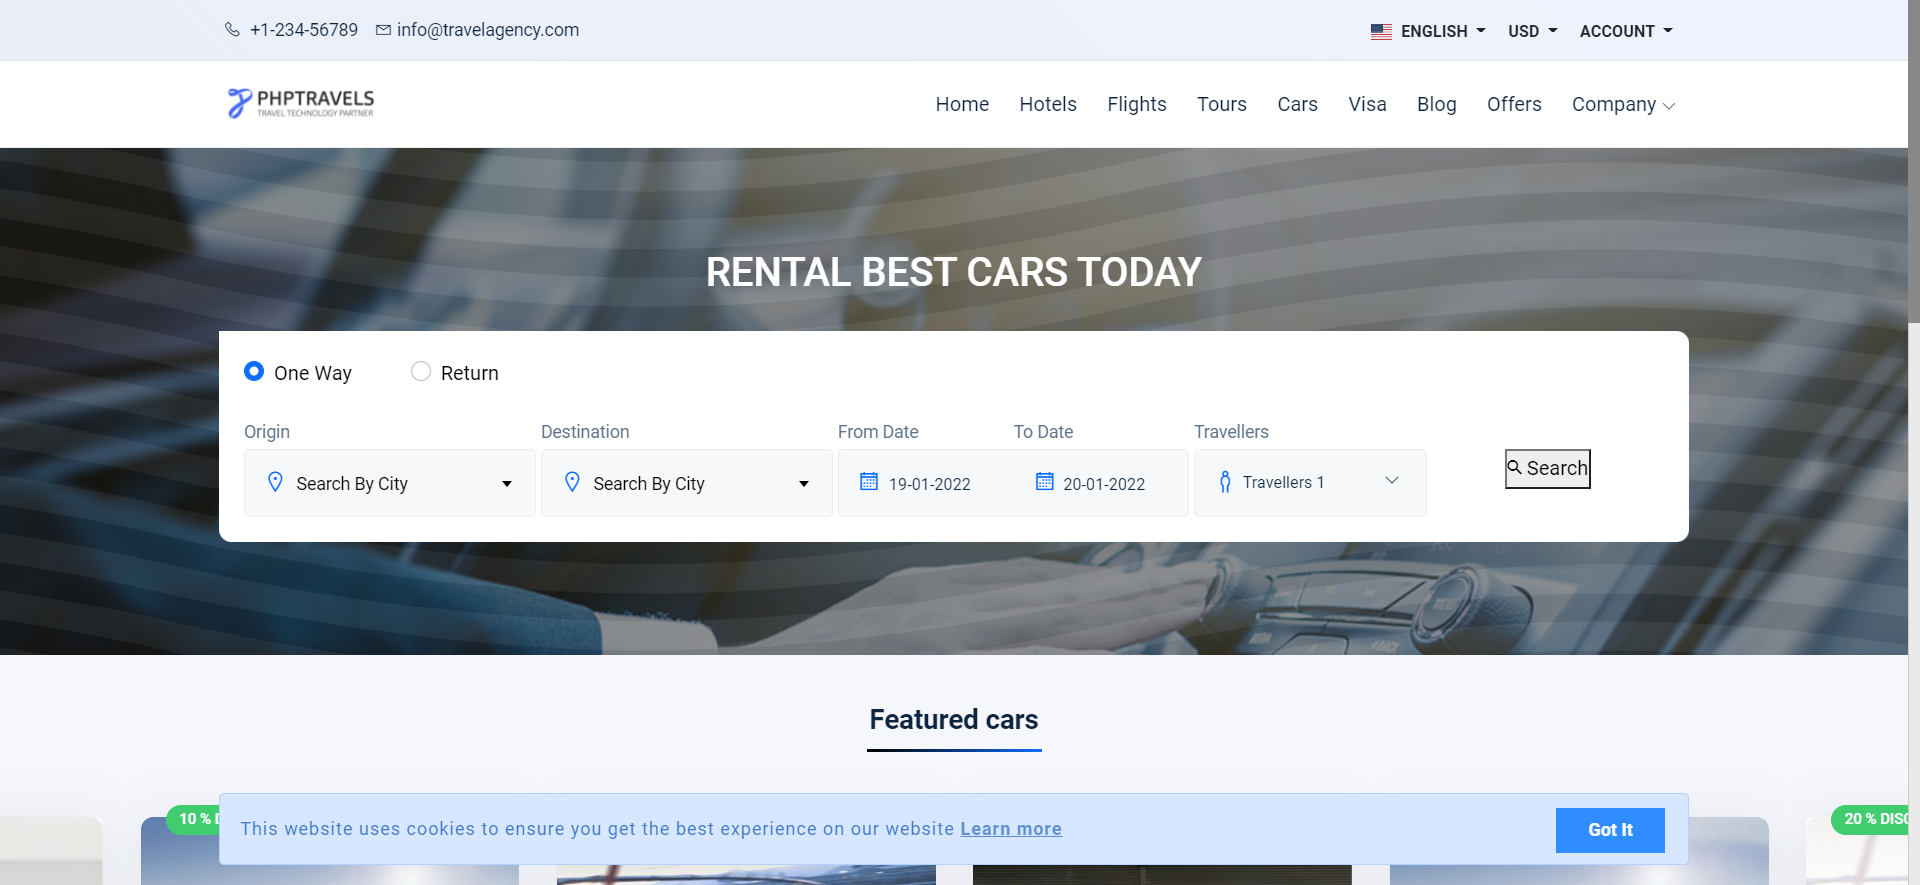 +1-234-56789 info@travelagency.com ENGLISH USD ACCOUNT
PHPTRAVELS
TRAVEL TECHNOLOGY PARTNER
Home Hotels Flights Tours Cars Visa Blog Offers Company
RENTAL BEST CARS TODAY
One Way Return
Origin Destination From Date To Date Travellers
Search By City Search By City 19-01-2022 20-01-2022 Travellers 1 Search
Featured cars
10 % 20 %
This website uses cookies to ensure you get the best experience on our website Learn more Got It